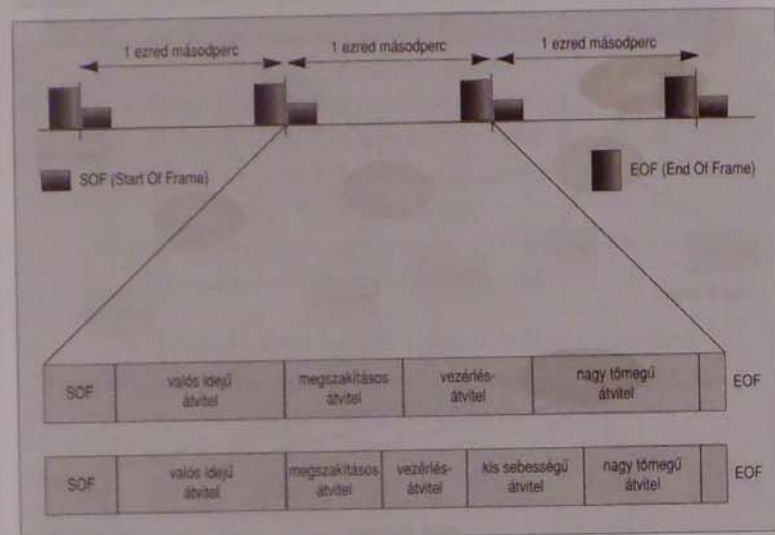 1 ezred másodperc 1 ezred másodperc 1 ezred másodperc
SOF (Start Of Frame)
EOF (End Of Frame)
SOF
valós idejű
átvitel
megszakításos
átvitel
vezérlés-
átvitel
nagy tömegű
átvitel
EOF
SOF
valós idejű
átvitel
megszakításos
átvitel
vezérlés-
átvitel
kis sebességű
átvitel
nagy tömegű
átvitel
EOF